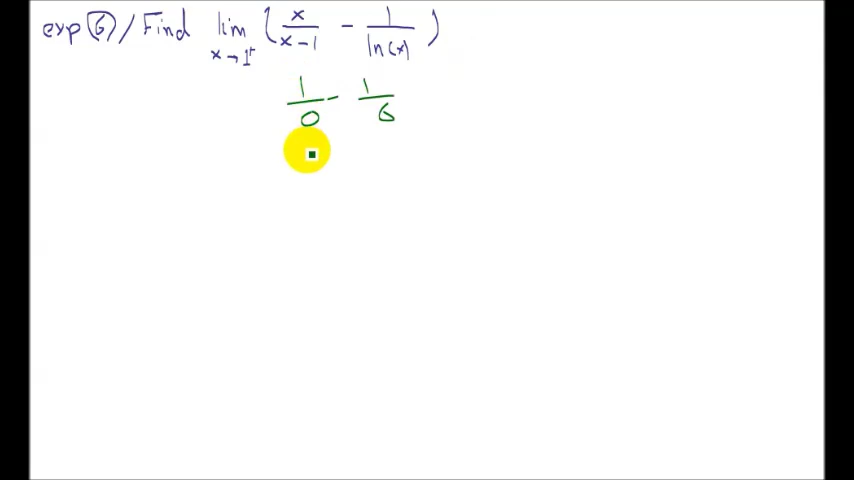 exp(6)/ Find lim x→1⁺ ( x/(x-1) - 1/ln(x) )
1/0 - 1/0